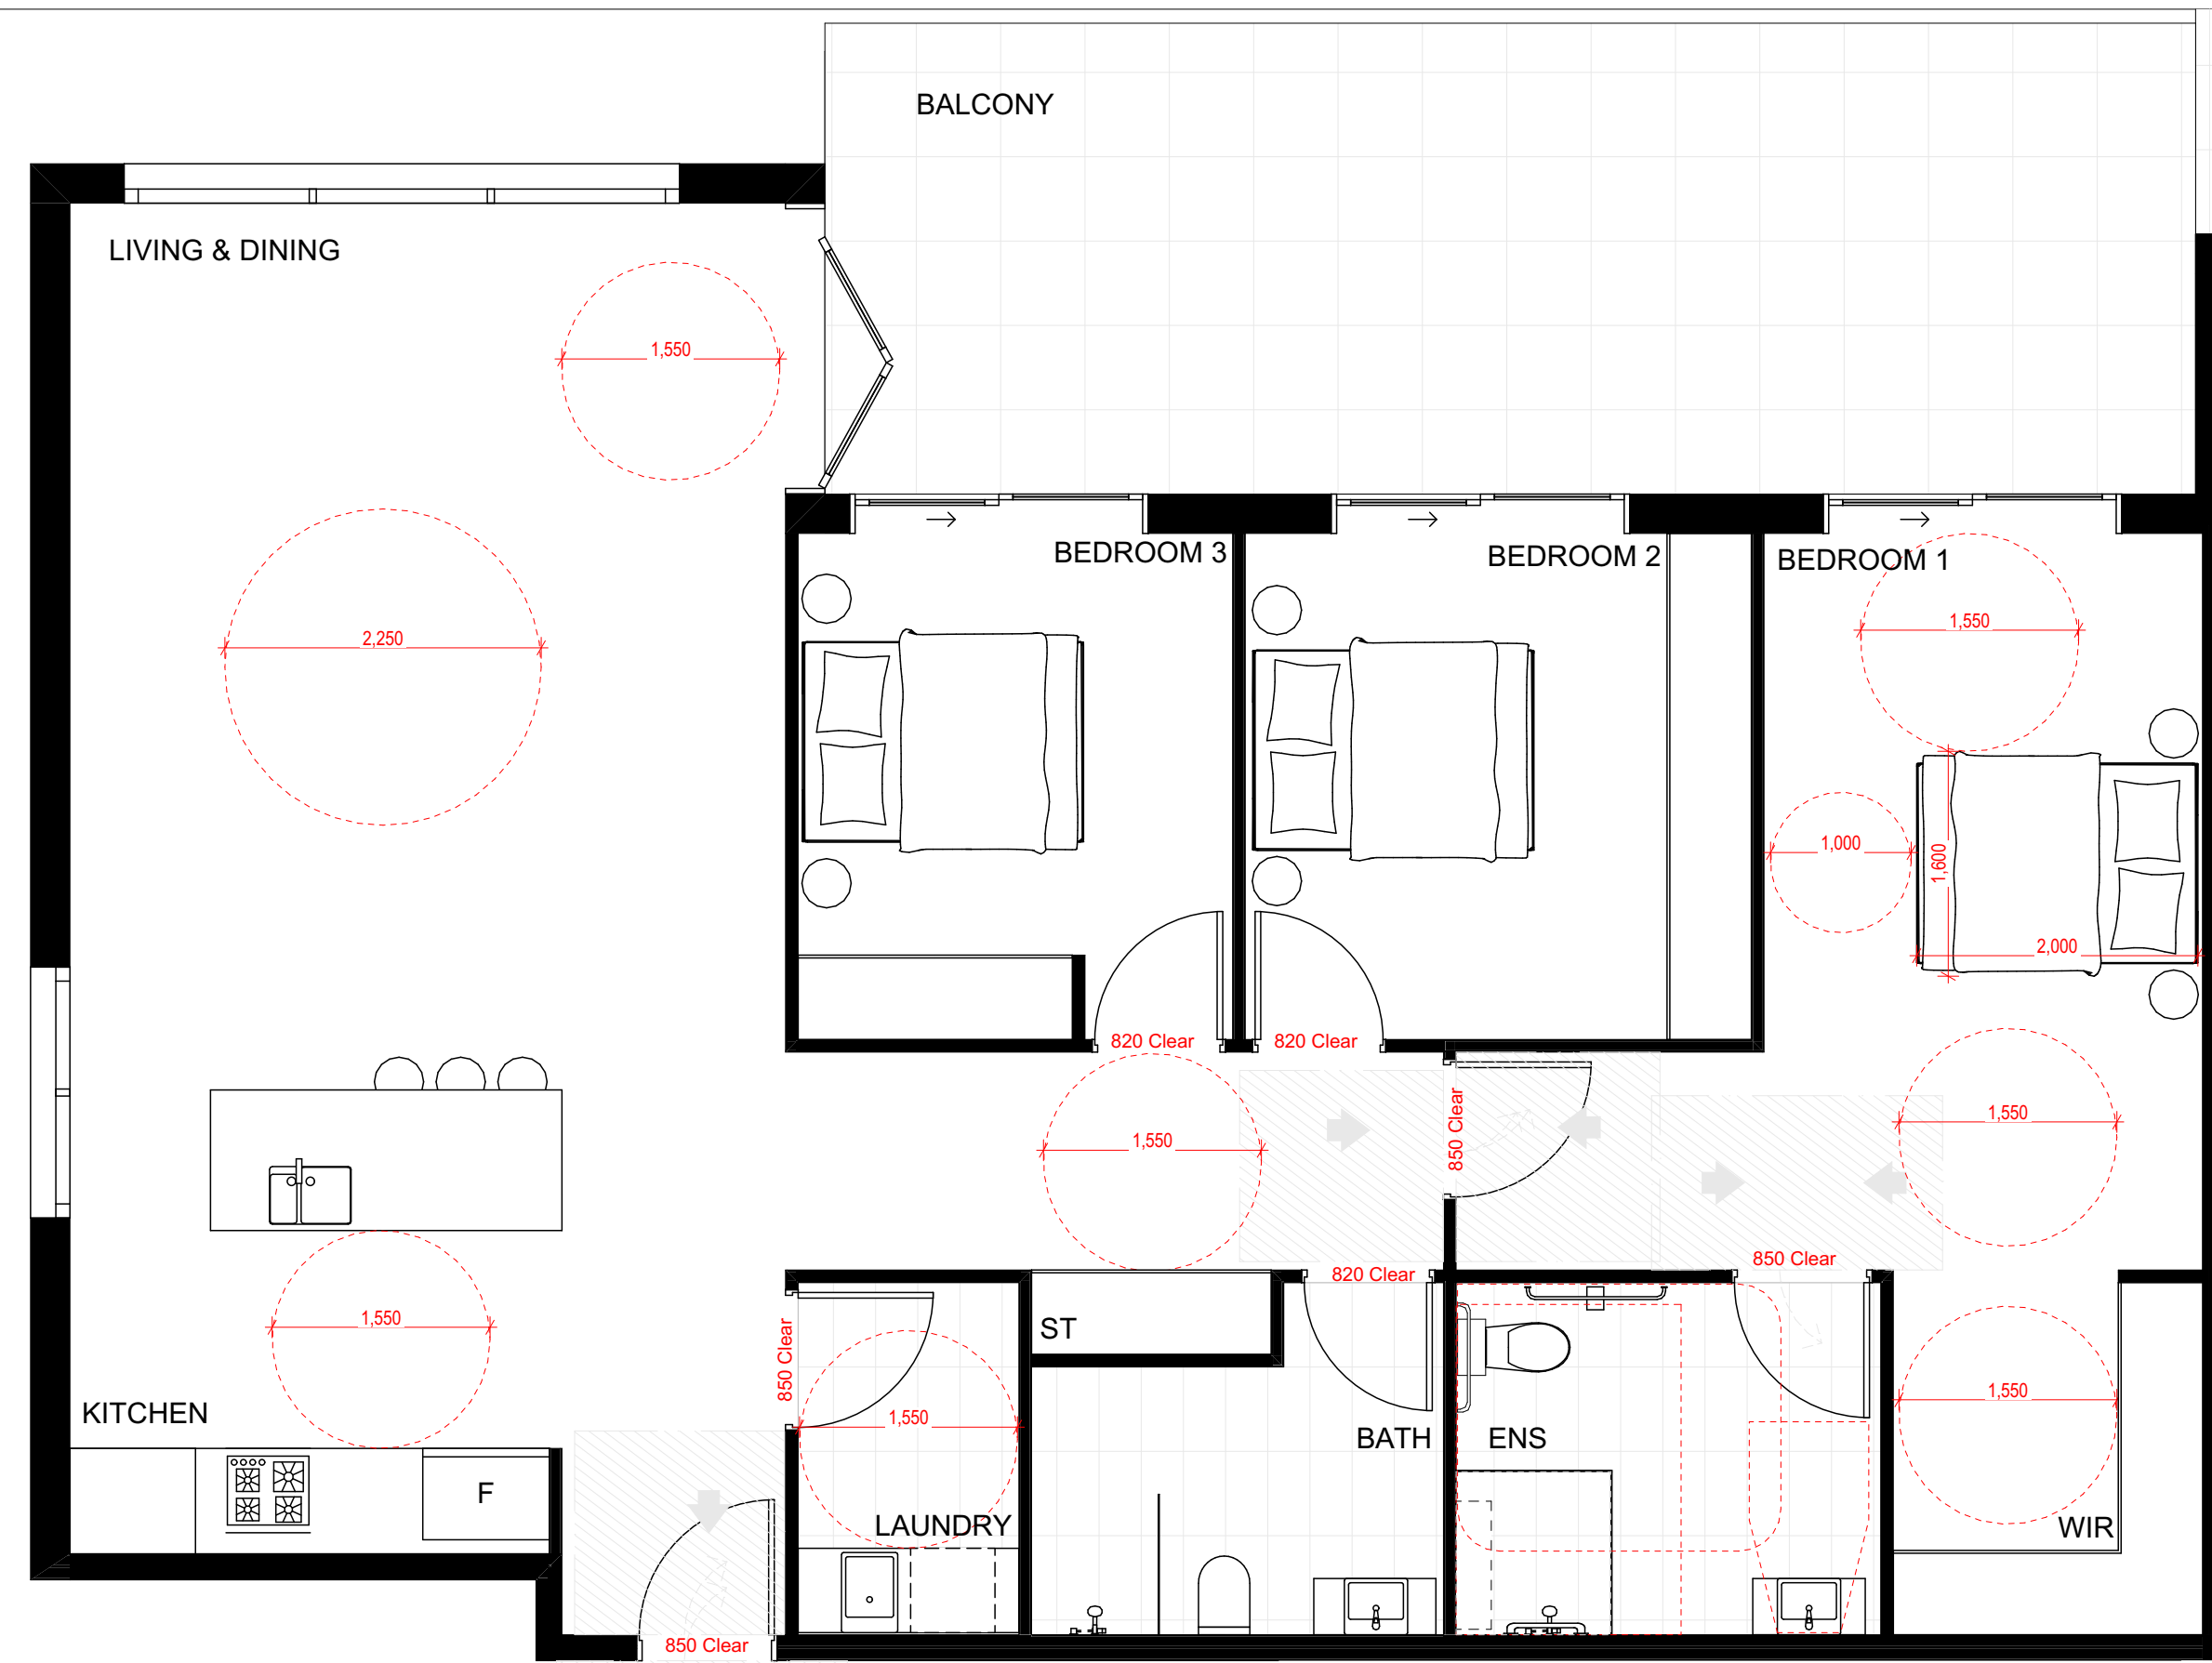 BALCONY
LIVING & DINING
1,550
BEDROOM 3
BEDROOM 2
BEDROOM 1
1,550
2,250
1,000
1,600
2,000
820 Clear
820 Clear
850 Clear
1,550
1,550
850 Clear
820 Clear
1,550
850 Clear
ST
1,550
1,550
KITCHEN
BATH
ENS
F
LAUNDRY
WIR
850 Clear